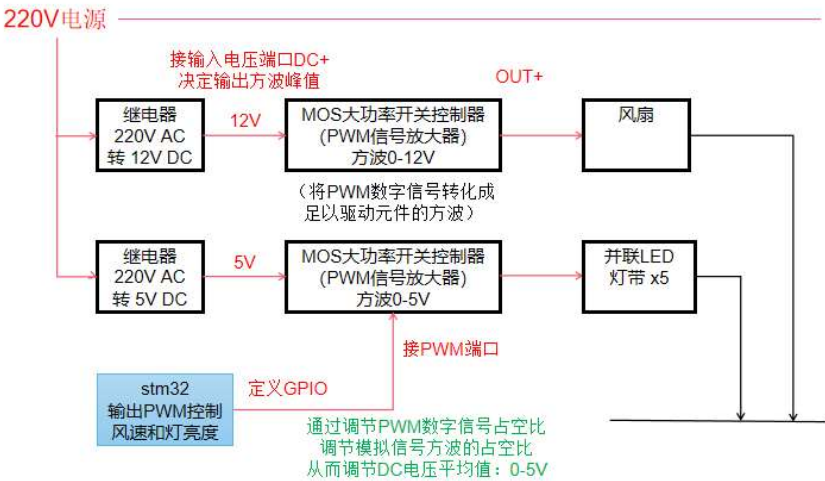 220V电源
接输入电压端口DC+
决定输出方波峰值
OUT+
继电器
220V AC
转 12V DC
12V
MOS大功率开关控制器
(PWM信号放大器)
方波0-12V
风扇
（将PWM数字信号转化成
足以驱动元件的方波）
继电器
220V AC
转 5V DC
5V
MOS大功率开关控制器
(PWM信号放大器)
方波0-5V
并联LED
灯带 x5
接PWM端口
stm32
输出PWM控制
风速和灯亮度
定义GPIO
通过调节PWM数字信号占空比
调节模拟信号方波的占空比
从而调节DC电压平均值：0-5V